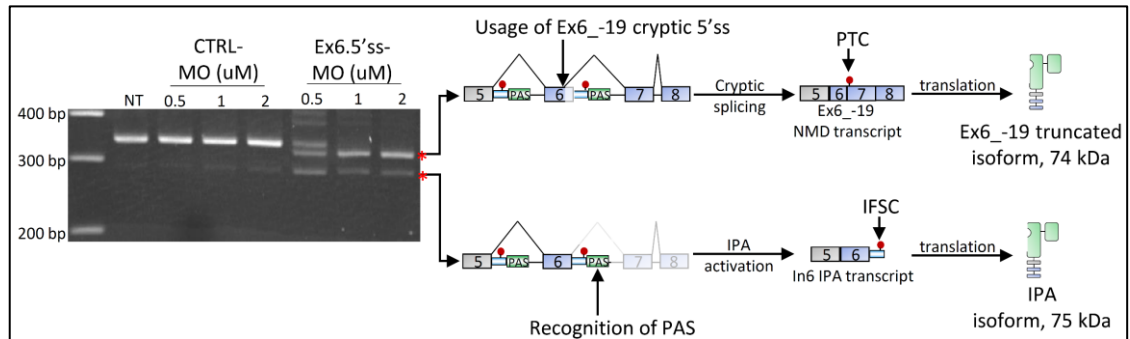 Usage of Ex6_-19 cryptic 5'ss
CTRL-
MO (uM)
Ex6.5'ss-
MO (uM)
NT 0.5 1 2 0.5 1 2
400 bp
300 bp
200 bp
*
*
5 PAS 6 PAS 7 8
Cryptic
splicing
PTC
5 6 7 8
Ex6_-19
NMD transcript
translation
Ex6_-19 truncated
isoform, 74 kDa
5 PAS 6 PAS 7 8
Recognition of PAS
IPA
activation
IFSC
5 6
In6 IPA transcript
translation
IPA
isoform, 75 kDa